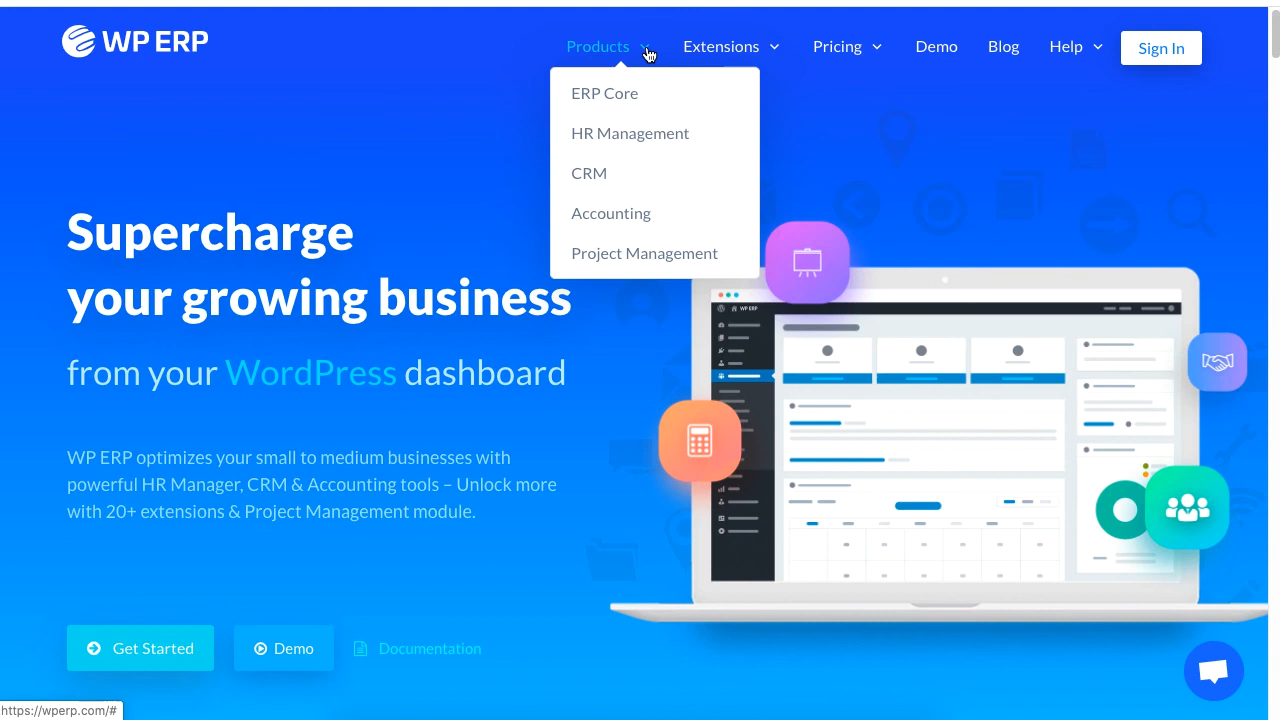 WP ERP
Products
Extensions
Pricing
Demo
Blog
Help
Sign In
ERP Core
HR Management
CRM
Accounting
Project Management
Supercharge
your growing business
from your WordPress dashboard
WP ERP optimizes your small to medium businesses with
powerful HR Manager, CRM & Accounting tools – Unlock more
with 20+ extensions & Project Management module.
Get Started
Demo
Documentation
WP ERP
https://wperp.com/#